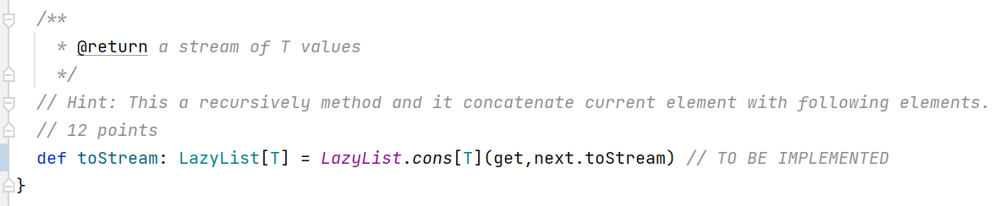 /**
* @return a stream of T values
*/
// Hint: This a recursively method and it concatenate current element with following elements.
// 12 points
def toStream: LazyList[T] = LazyList.cons[T](get,next.toStream) // TO BE IMPLEMENTED
}